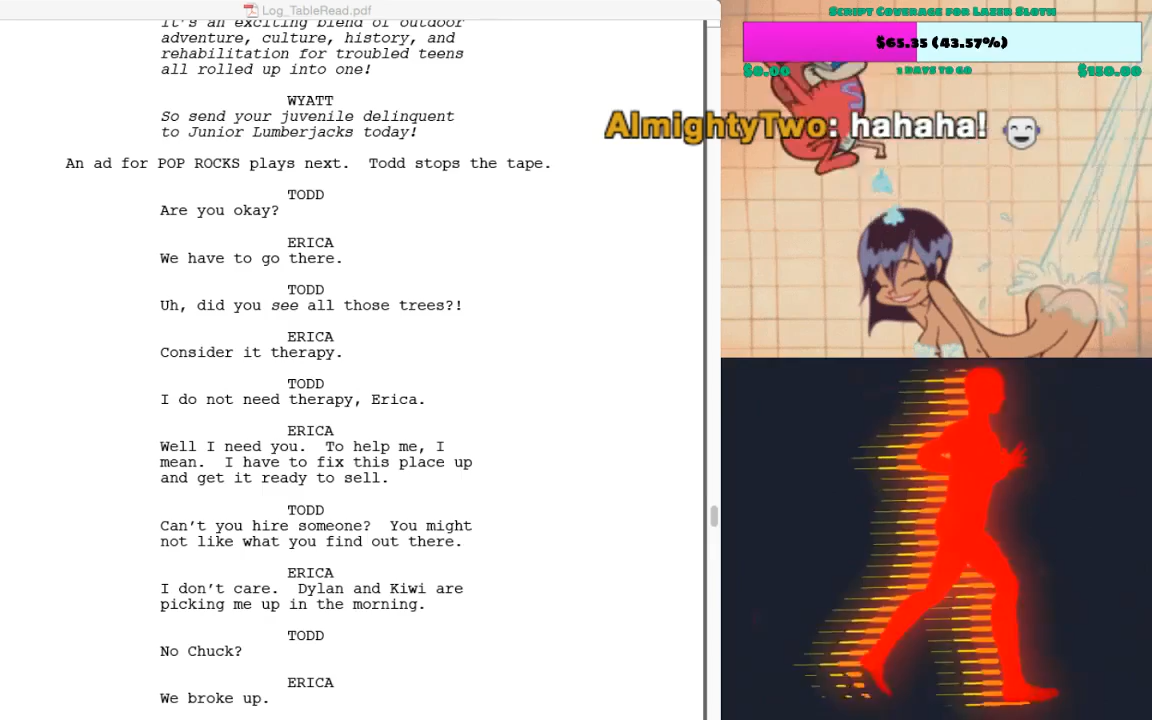 Log_TableRead.pdf
it's an exciting blend of outdoor
adventure, culture, history, and
rehabilitation for troubled teens
all rolled up into one!
WYATT
So send your juvenile delinquent
to Junior Lumberjacks today!
An ad for POP ROCKS plays next.  Todd stops the tape.
TODD
Are you okay?
ERICA
We have to go there.
TODD
Uh, did you see all those trees?!
ERICA
Consider it therapy.
TODD
I do not need therapy, Erica.
ERICA
Well I need you.  To help me, I
mean.  I have to fix this place up
and get it ready to sell.
TODD
Can't you hire someone?  You might
not like what you find out there.
ERICA
I don't care.  Dylan and Kiwi are
picking me up in the morning.
TODD
No Chuck?
ERICA
We broke up.
Script Coverage for Lazer Sloth
$65.35 (43.57%)
$0.00
DAYS TO GO
$150.00
AlmightyTwo: hahaha!